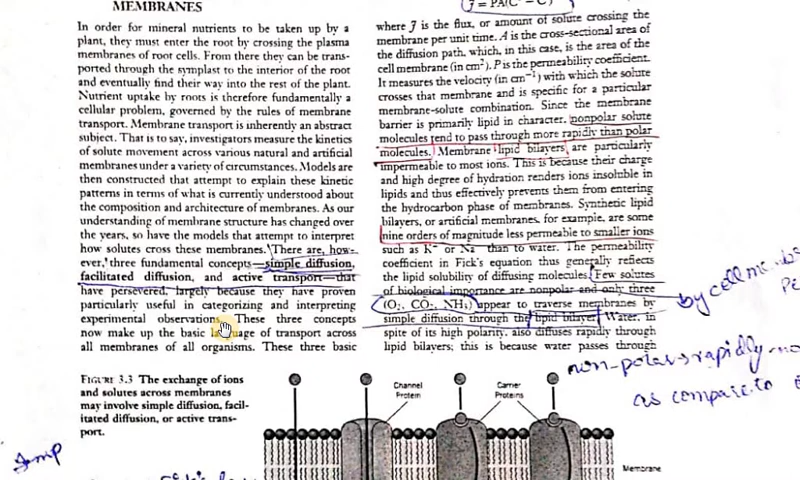 MEMBRANES
In order for mineral nutrients to be taken up by a
plant, they must enter the root by crossing the plasma
membranes of root cells. From there they can be trans-
ported through the symplast to the interior of the root
and eventually find their way into the rest of the plant.
Nutrient uptake by roots is therefore fundamentally a
cellular problem, governed by the rules of membrane
transport. Membrane transport is inherently an abstract
subject. That is to say, investigators measure the kinetics
of solute movement across various natural and artificial
membranes under a variety of circumstances. Models are
then constructed that attempt to explain these kinetic
patterns in terms of what is currently understood about
the composition and architecture of membranes. As our
understanding of membrane structure has changed over
the years, so have the models that attempt to interpret
how solutes cross these membranes. There are, how-
ever, three fundamental concepts—simple diffusion,
facilitated diffusion, and active transport—that
have persevered, largely because they have proven
particularly useful in categorizing and interpreting
experimental observations. These three concepts
now make up the basic language of transport across
all membranes of all organisms. These three basic
J = PA(C - C
where J is the flux, or amount of solute crossing the
membrane per unit time. A is the cross-sectional area of
the diffusion path, which, in this case, is the area of the
cell membrane (in cm²). P is the permeability coefficient.
It measures the velocity (in cm⁻¹) with which the solute
crosses that membrane and is specific for a particular
membrane-solute combination. Since the membrane
barrier is primarily lipid in character, nonpolar solute
molecules tend to pass through more rapidly than polar
molecules. Membrane lipid bilayers are particularly
impermeable to most ions. This is because their charge
and high degree of hydration renders ions insoluble in
lipids and thus effectively prevents them from entering
the hydrocarbon phase of membranes. Synthetic lipid
bilayers, or artificial membranes, for example, are some
nine orders of magnitude less permeable to smaller ions
such as K⁺ or Na⁺ than to water. The permeability
coefficient in Fick's equation thus generally reflects
the lipid solubility of diffusing molecules. Few solutes
of biological importance are nonpolar and only three
(O₂, CO₂, NH₃) appear to traverse membranes by
simple diffusion through the lipid bilayer. Water, in
spite of its high polarity, also diffuses rapidly through
lipid bilayers; this is because water passes through
by cell memb
non-polar → rapidly
as compare to
FIGURE 3.3 The exchange of ions
and solutes across membranes
may involve simple diffusion, facil-
itated diffusion, or active trans-
port.
Channel
Protein
Carrier
Proteins
Membrane